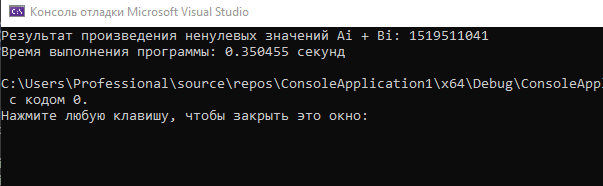 Консоль отладки Microsoft Visual Studio
Результат произведения ненулевых значений Ai + Bi: 1519511041
Время выполнения программы: 0.350455 секунд
C:\Users\Professional\source\repos\ConsoleApplication1\x64\Debug\ConsoleAppl
с кодом 0.
Нажмите любую клавишу, чтобы закрыть это окно: